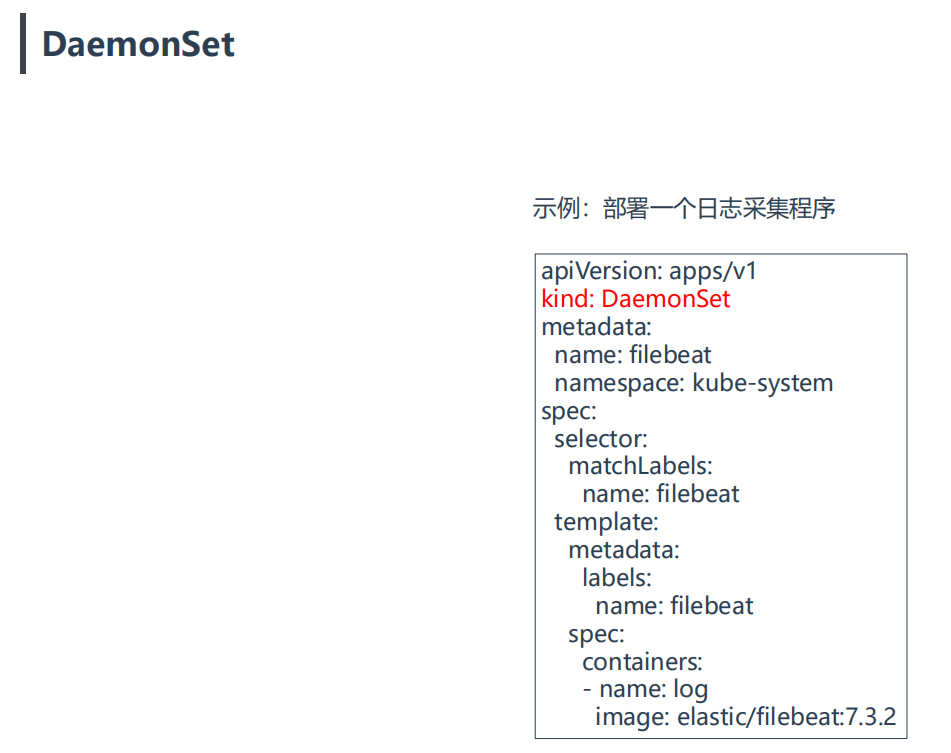 DaemonSet
示例：部署一个日志采集程序
apiVersion: apps/v1
kind: DaemonSet
metadata:
  name: filebeat
  namespace: kube-system
spec:
  selector:
    matchLabels:
      name: filebeat
  template:
    metadata:
      labels:
        name: filebeat
    spec:
      containers:
      - name: log
        image: elastic/filebeat:7.3.2